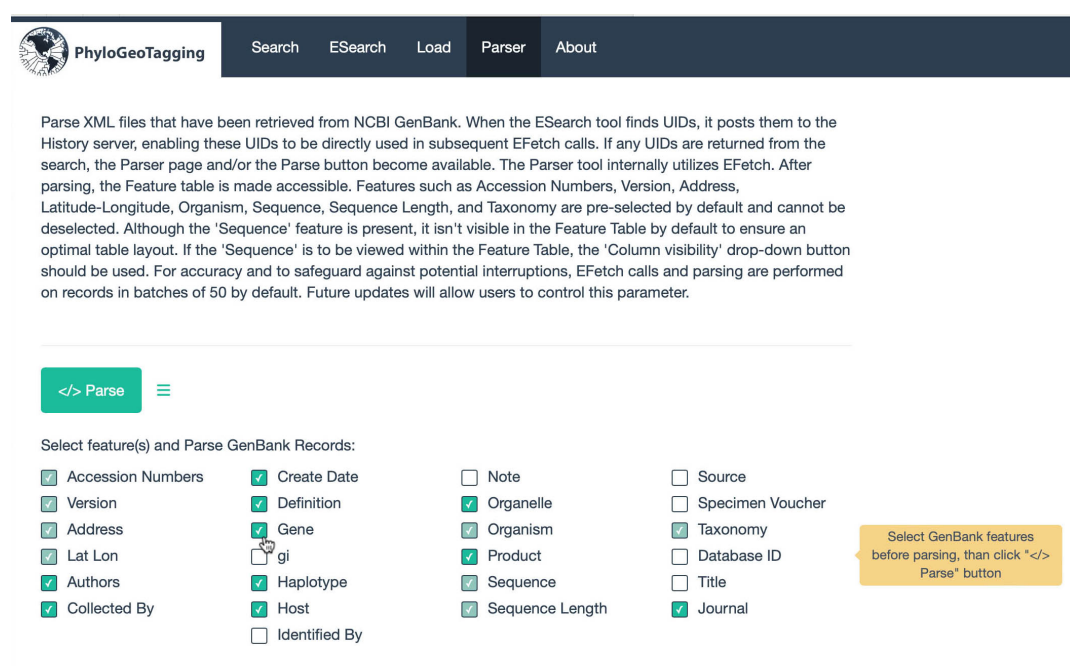 PhyloGeoTagging
Search
ESearch
Load
Parser
About
Parse XML files that have been retrieved from NCBI GenBank. When the ESearch tool finds UIDs, it posts them to the
History server, enabling these UIDs to be directly used in subsequent EFetch calls. If any UIDs are returned from the
search, the Parser page and/or the Parse button become available. The Parser tool internally utilizes EFetch. After
parsing, the Feature table is made accessible. Features such as Accession Numbers, Version, Address,
Latitude-Longitude, Organism, Sequence, Sequence Length, and Taxonomy are pre-selected by default and cannot be
deselected. Although the 'Sequence' feature is present, it isn't visible in the Feature Table by default to ensure an
optimal table layout. If the 'Sequence' is to be viewed within the Feature Table, the 'Column visibility' drop-down button
should be used. For accuracy and to safeguard against potential interruptions, EFetch calls and parsing are performed
on records in batches of 50 by default. Future updates will allow users to control this parameter.
</> Parse
Select feature(s) and Parse GenBank Records:
Accession Numbers
Version
Address
Lat Lon
Authors
Collected By
Create Date
Definition
Gene
gi
Haplotype
Host
Identified By
Note
Organelle
Organism
Product
Sequence
Sequence Length
Source
Specimen Voucher
Taxonomy
Database ID
Title
Journal
Select GenBank features
before parsing, than click "</>
Parse" button